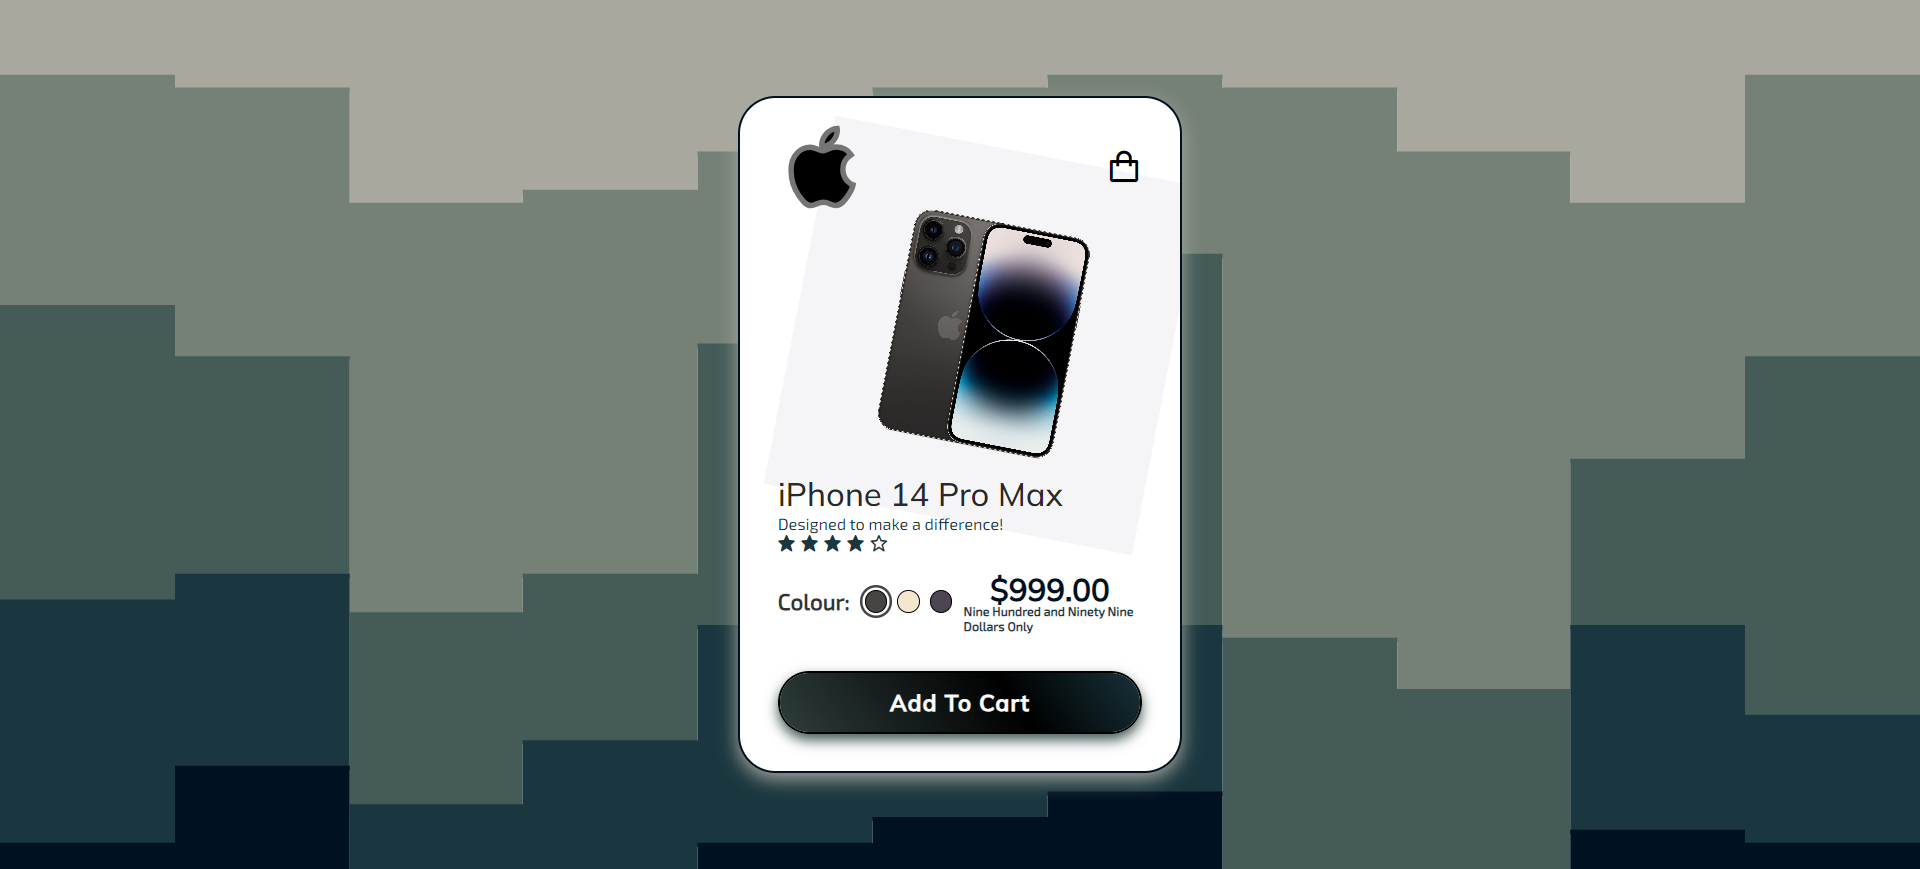 iPhone 14 Pro Max
Designed to make a difference!
Colour:
$999.00
Nine Hundred and Ninety Nine
Dollars Only
Add To Cart